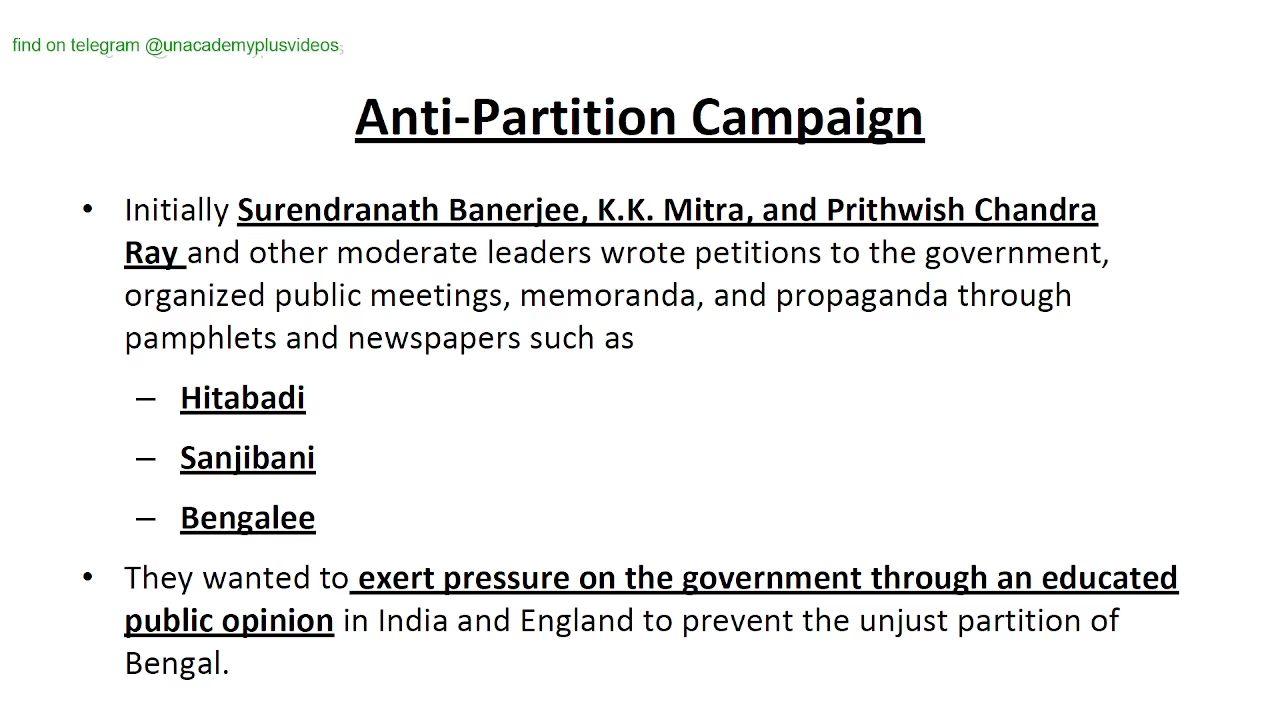 find on telegram @unacademyplusvideos
Anti-Partition Campaign
• Initially Surendranath Banerjee, K.K. Mitra, and Prithwish Chandra
Ray and other moderate leaders wrote petitions to the government,
organized public meetings, memoranda, and propaganda through
pamphlets and newspapers such as
– Hitabadi
– Sanjibani
– Bengalee
• They wanted to exert pressure on the government through an educated
public opinion in India and England to prevent the unjust partition of
Bengal.